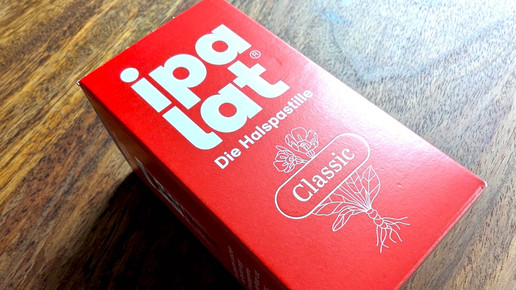 ipa
lat®
Die Halspastille
Classic